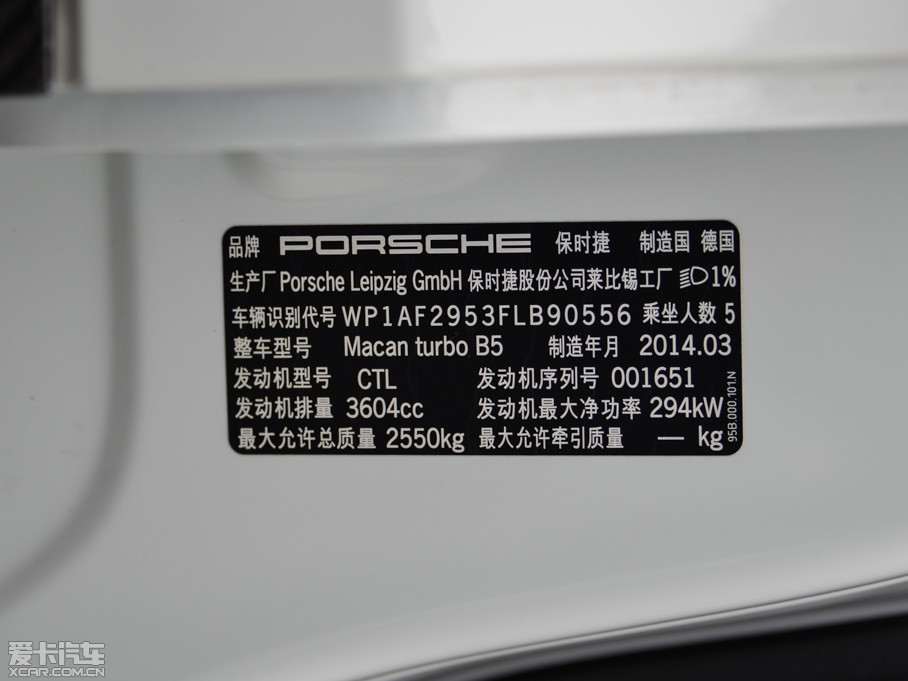 品牌 PORSCHE 保时捷 制造国 德国
生产厂 Porsche Leipzig GmbH 保时捷股份公司莱比锡工厂 1%
车辆识别代号 WP1AF2953FLB90556 乘坐人数 5
整车型号 Macan turbo B5 制造年月 2014.03
发动机型号 CTL 发动机序列号 001651
发动机排量 3604cc 发动机最大净功率 294kW
最大允许总质量 2550kg 最大允许牵引质量 — kg
95B.000.101.N
爱卡汽车
XCAR.COM.CN